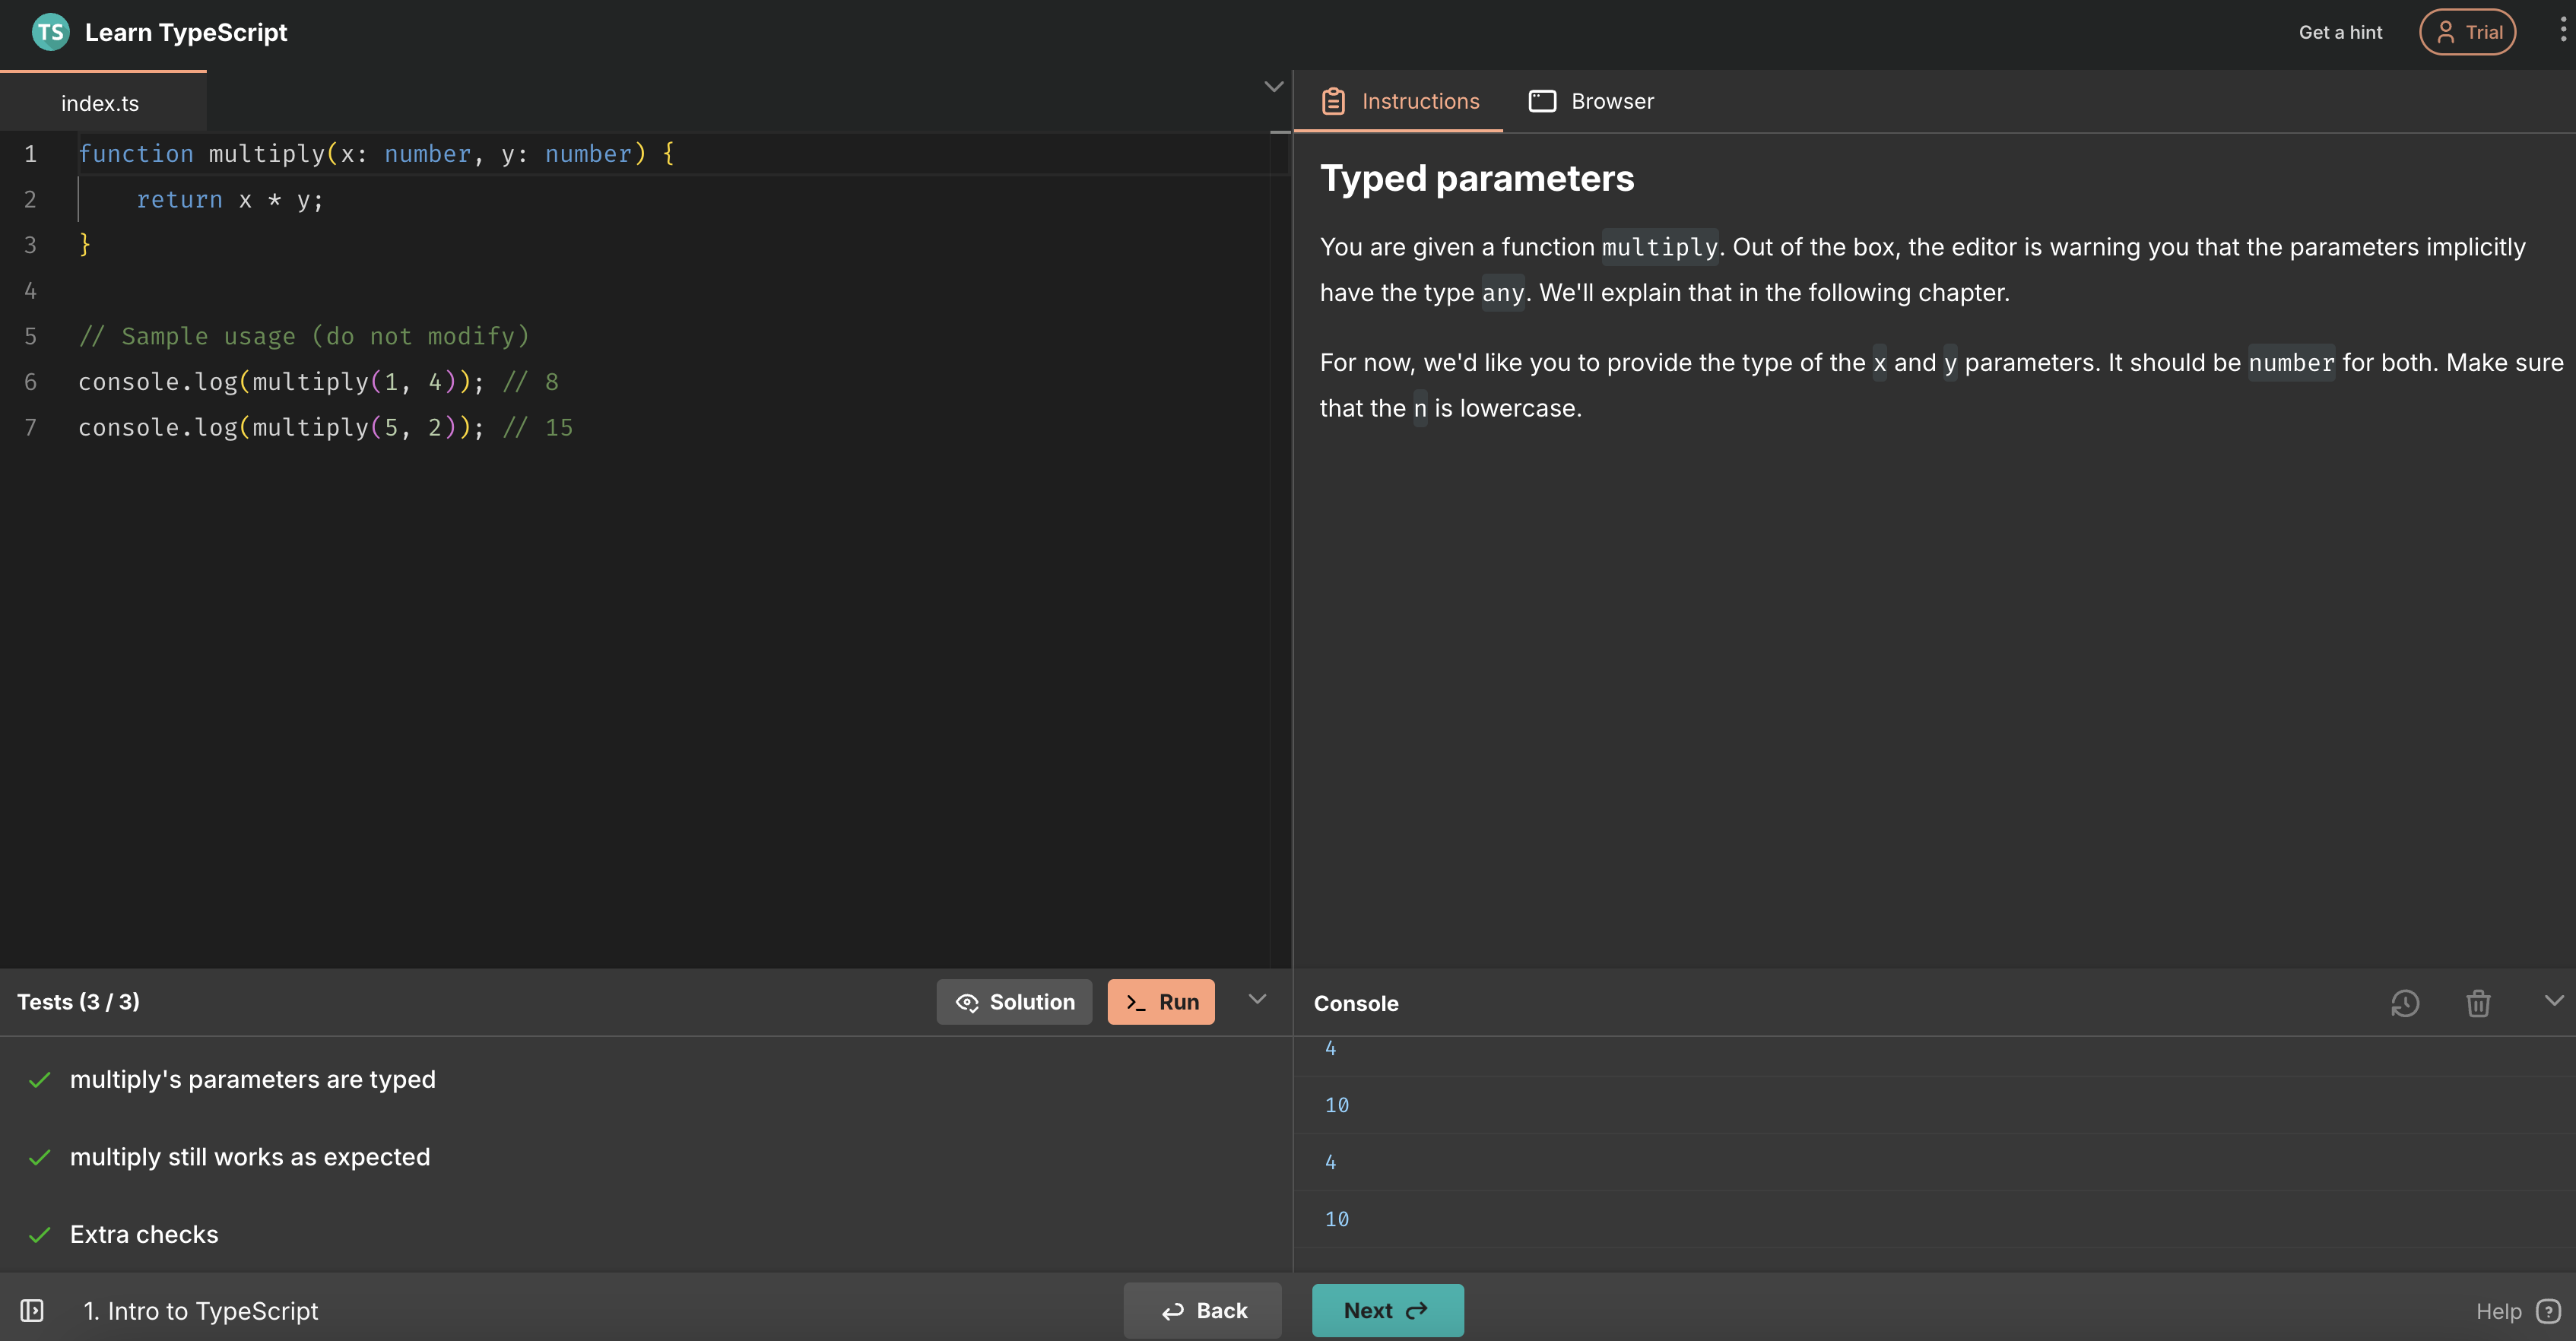 TS Learn TypeScript
Get a hint
Trial
index.ts
1 function multiply(x: number, y: number) {
2 return x * y;
3 }
4
5 // Sample usage (do not modify)
6 console.log(multiply(1, 4)); // 8
7 console.log(multiply(5, 2)); // 15
Instructions
Browser
Typed parameters
You are given a function multiply. Out of the box, the editor is warning you that the parameters implicitly
have the type any. We'll explain that in the following chapter.
For now, we'd like you to provide the type of the x and y parameters. It should be number for both. Make sure
that the n is lowercase.
Tests (3 / 3)
Solution
Run
multiply's parameters are typed
multiply still works as expected
Extra checks
Console
4
10
4
10
1. Intro to TypeScript
Back
Next
Help